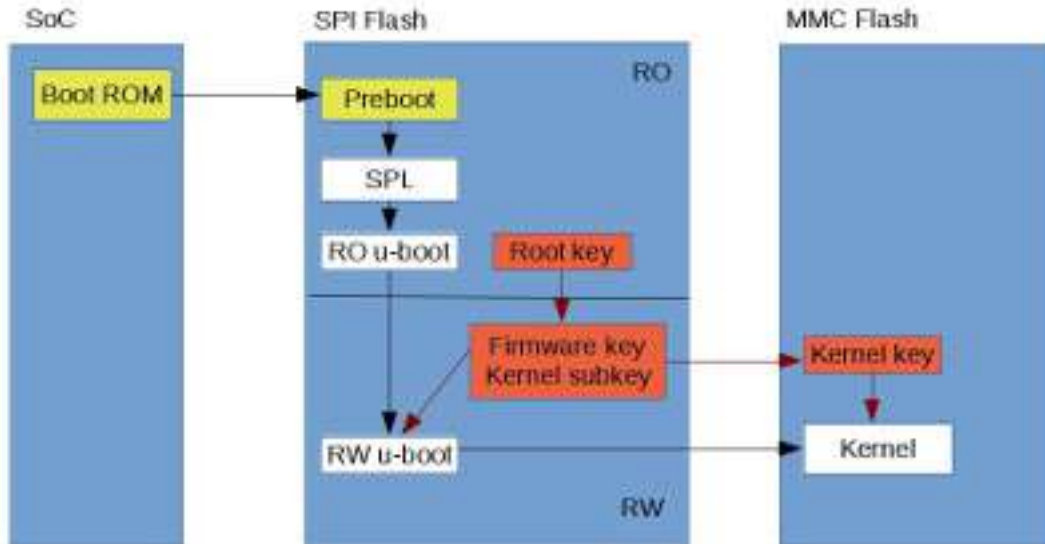 SoC
SPI Flash
MMC Flash
RO
Boot ROM
Preboot
SPL
RO u-boot
Root key
Firmware key
Kernel subkey
Kernel key
RW u-boot
Kernel
RW